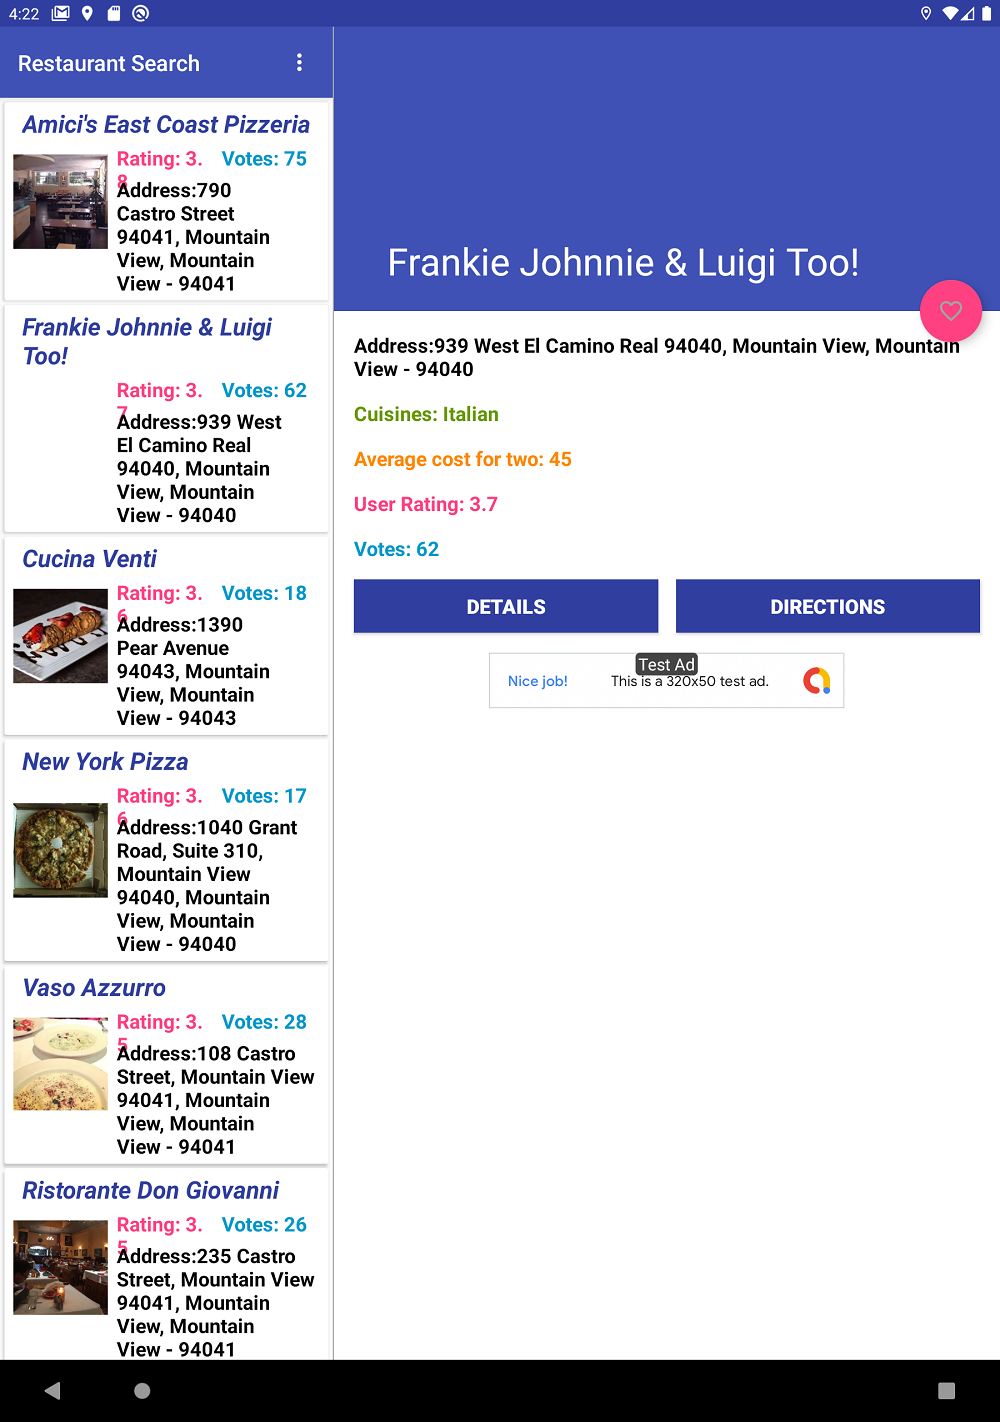 4:22
Restaurant Search
Amici's East Coast Pizzeria
Rating: 3.
8
Votes: 75
Address:790
Castro Street
94041, Mountain
View, Mountain
View - 94041
Frankie Johnnie & Luigi
Too!
Rating: 3.
7
Votes: 62
Address:939 West
El Camino Real
94040, Mountain
View, Mountain
View - 94040
Cucina Venti
Rating: 3.
6
Votes: 18
Address:1390
Pear Avenue
94043, Mountain
View, Mountain
View - 94043
New York Pizza
Rating: 3.
6
Votes: 17
Address:1040 Grant
Road, Suite 310,
Mountain View
94040, Mountain
View, Mountain
View - 94040
Vaso Azzurro
Rating: 3.
5
Votes: 28
Address:108 Castro
Street, Mountain View
94041, Mountain
View, Mountain
View - 94041
Ristorante Don Giovanni
Rating: 3.
5
Votes: 26
Address:235 Castro
Street, Mountain View
94041, Mountain
View, Mountain
View - 94041
Frankie Johnnie & Luigi Too!
Address:939 West El Camino Real 94040, Mountain View, Mountain
View - 94040
Cuisines: Italian
Average cost for two: 45
User Rating: 3.7
Votes: 62
DETAILS
DIRECTIONS
Test Ad
Nice job!
This is a 320x50 test ad.